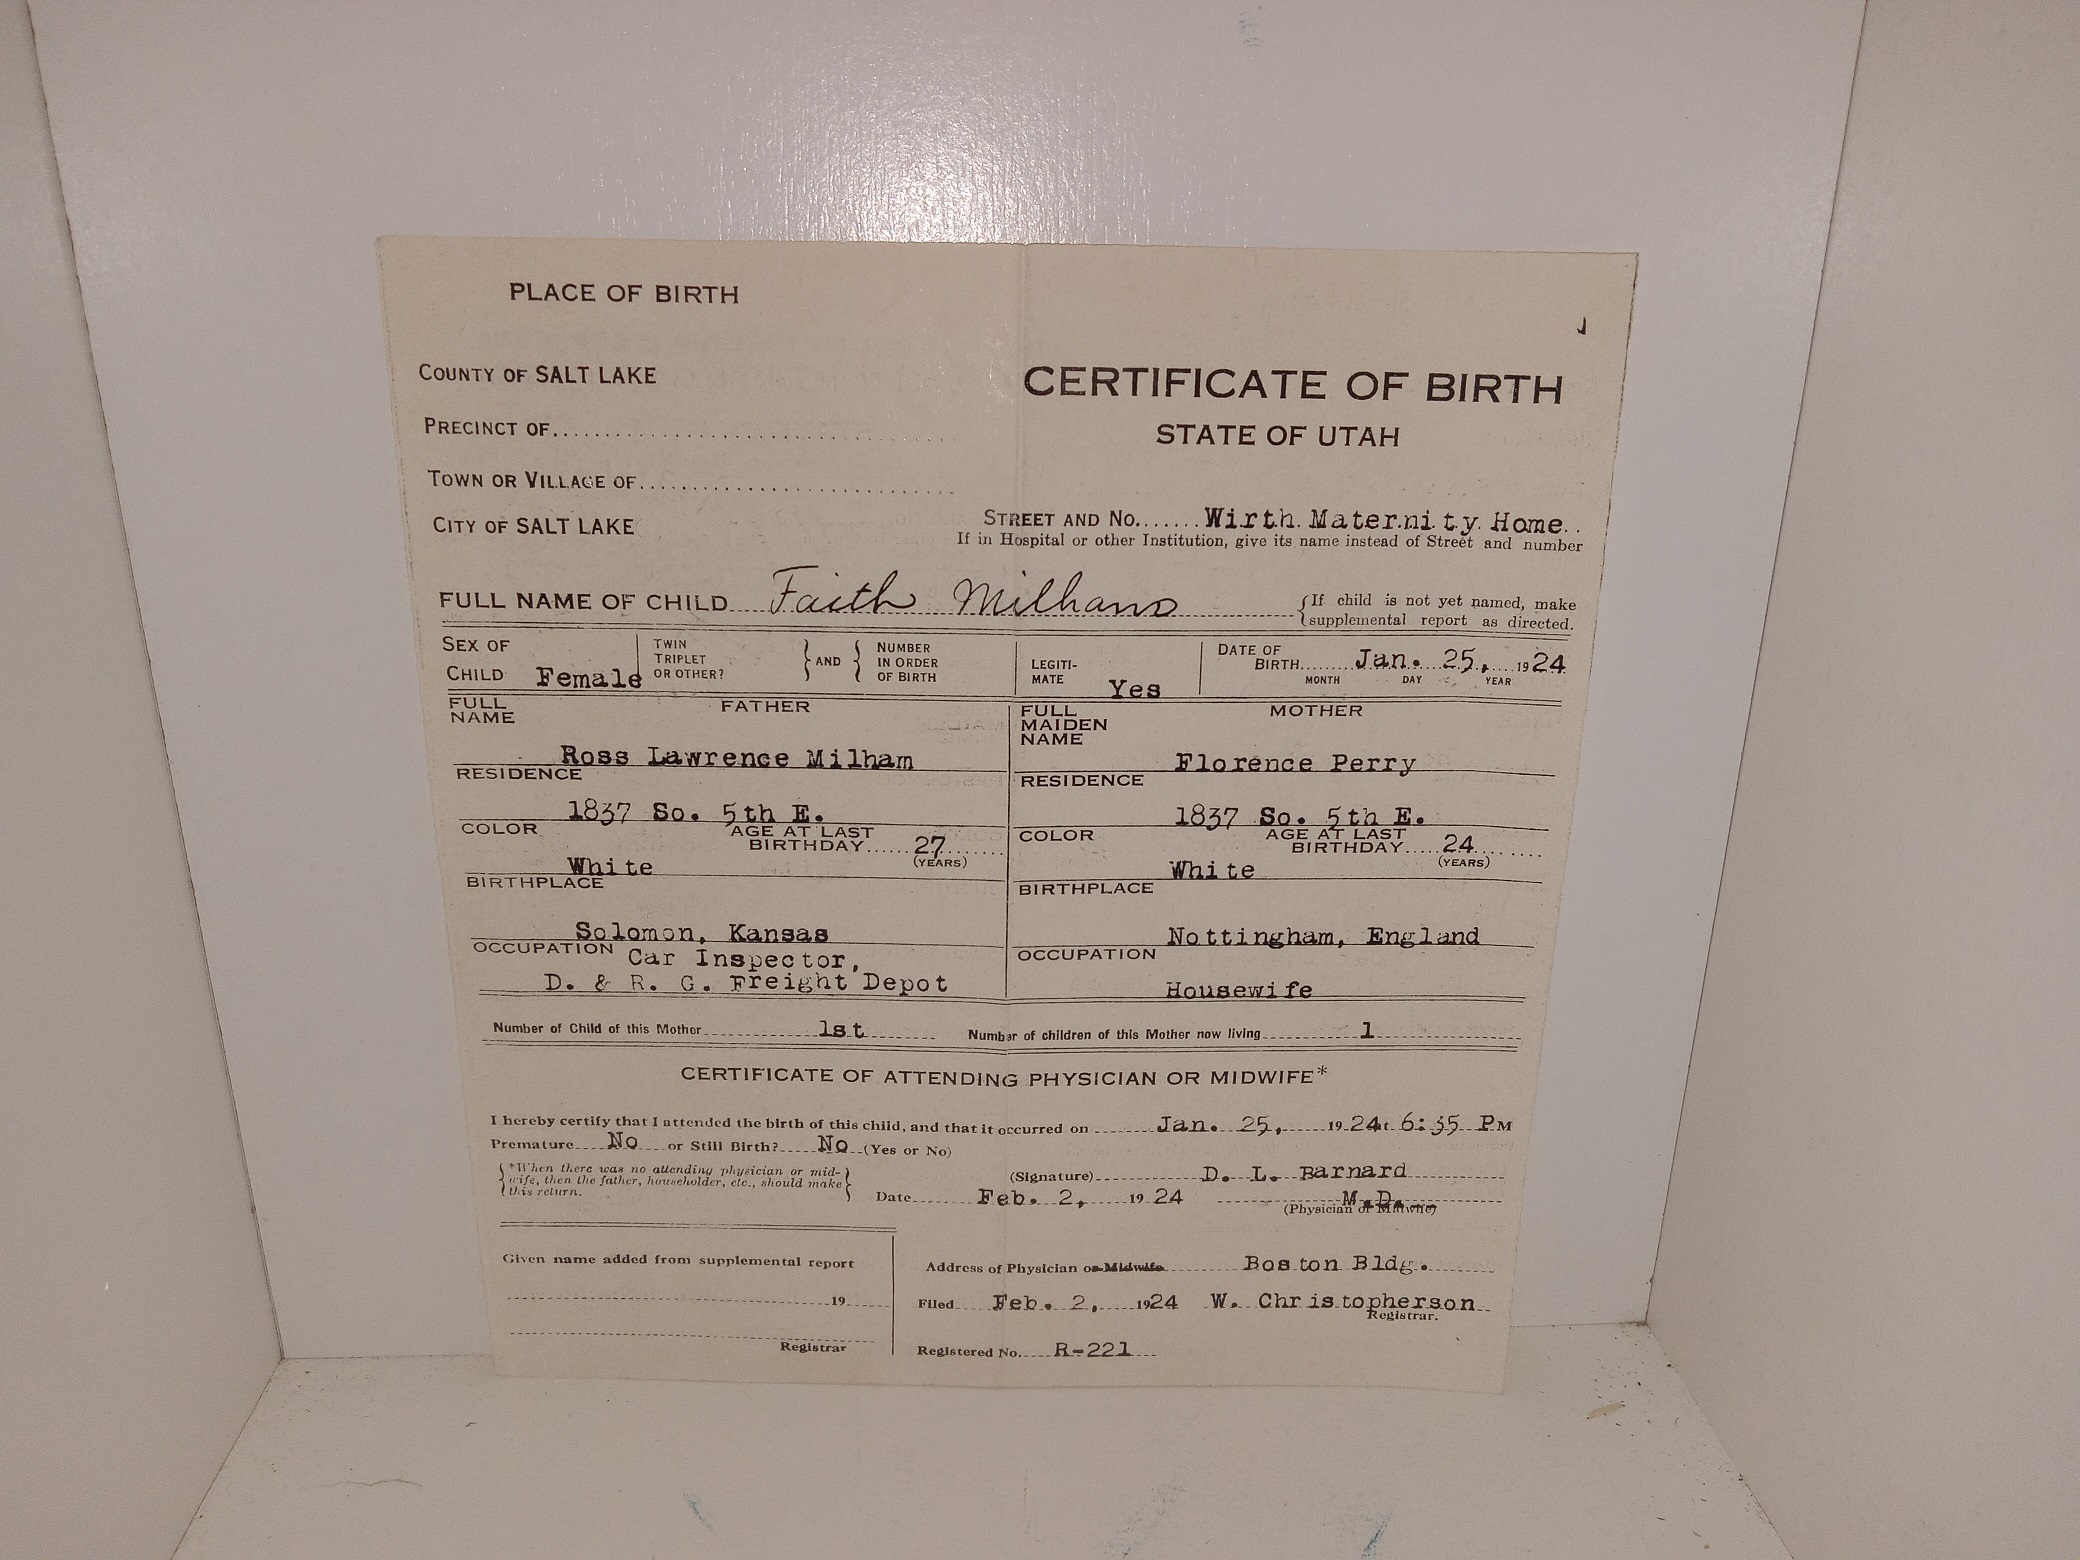 PLACE OF BIRTH
COUNTY OF SALT LAKE
CERTIFICATE OF BIRTH
PRECINCT OF
STATE OF UTAH
TOWN OR VILLAGE OF
CITY OF SALT LAKE
STREET AND No. Wirth Maternity Home
If in Hospital or other Institution, give its name instead of Street and number
FULL NAME OF CHILD Faith Milham
{If child is not yet named, make
supplemental report as directed.
SEX OF CHILD Female
TWIN TRIPLET OR OTHER? } AND { NUMBER IN ORDER OF BIRTH
LEGITI-MATE Yes
DATE OF BIRTH Jan. 25, 1924
MONTH DAY YEAR
FULL NAME FATHER
FULL MAIDEN NAME MOTHER
Ross Lawrence Milham
Florence Perry
RESIDENCE
RESIDENCE
1837 So. 5th E.
1837 So. 5th E.
COLOR
AGE AT LAST BIRTHDAY 27 (YEARS)
COLOR
AGE AT LAST BIRTHDAY 24 (YEARS)
White
White
BIRTHPLACE
BIRTHPLACE
Solomon, Kansas
Nottingham, England
OCCUPATION Car Inspector,
D. & R. G. Freight Depot
OCCUPATION
Housewife
Number of Child of this Mother 1st
Number of children of this Mother now living 1
CERTIFICATE OF ATTENDING PHYSICIAN OR MIDWIFE*
I hereby certify that I attended the birth of this child, and that it occurred on Jan. 25, 1924 at 6:35 PM
Premature No or Still Birth? No (Yes or No)
{*When there was no attending physician or mid-}
wife, then the father, householder, etc., should make
this return.
(Signature) D. L. Barnard
Date Feb. 2, 1924
M.D.
(Physician or Midwife)
Given name added from supplemental report
Address of Physician or Midwife Boston Bldg.
19
Filed Feb. 2, 1924 W. Christopherson
Registrar.
Registrar
Registered No. R-221